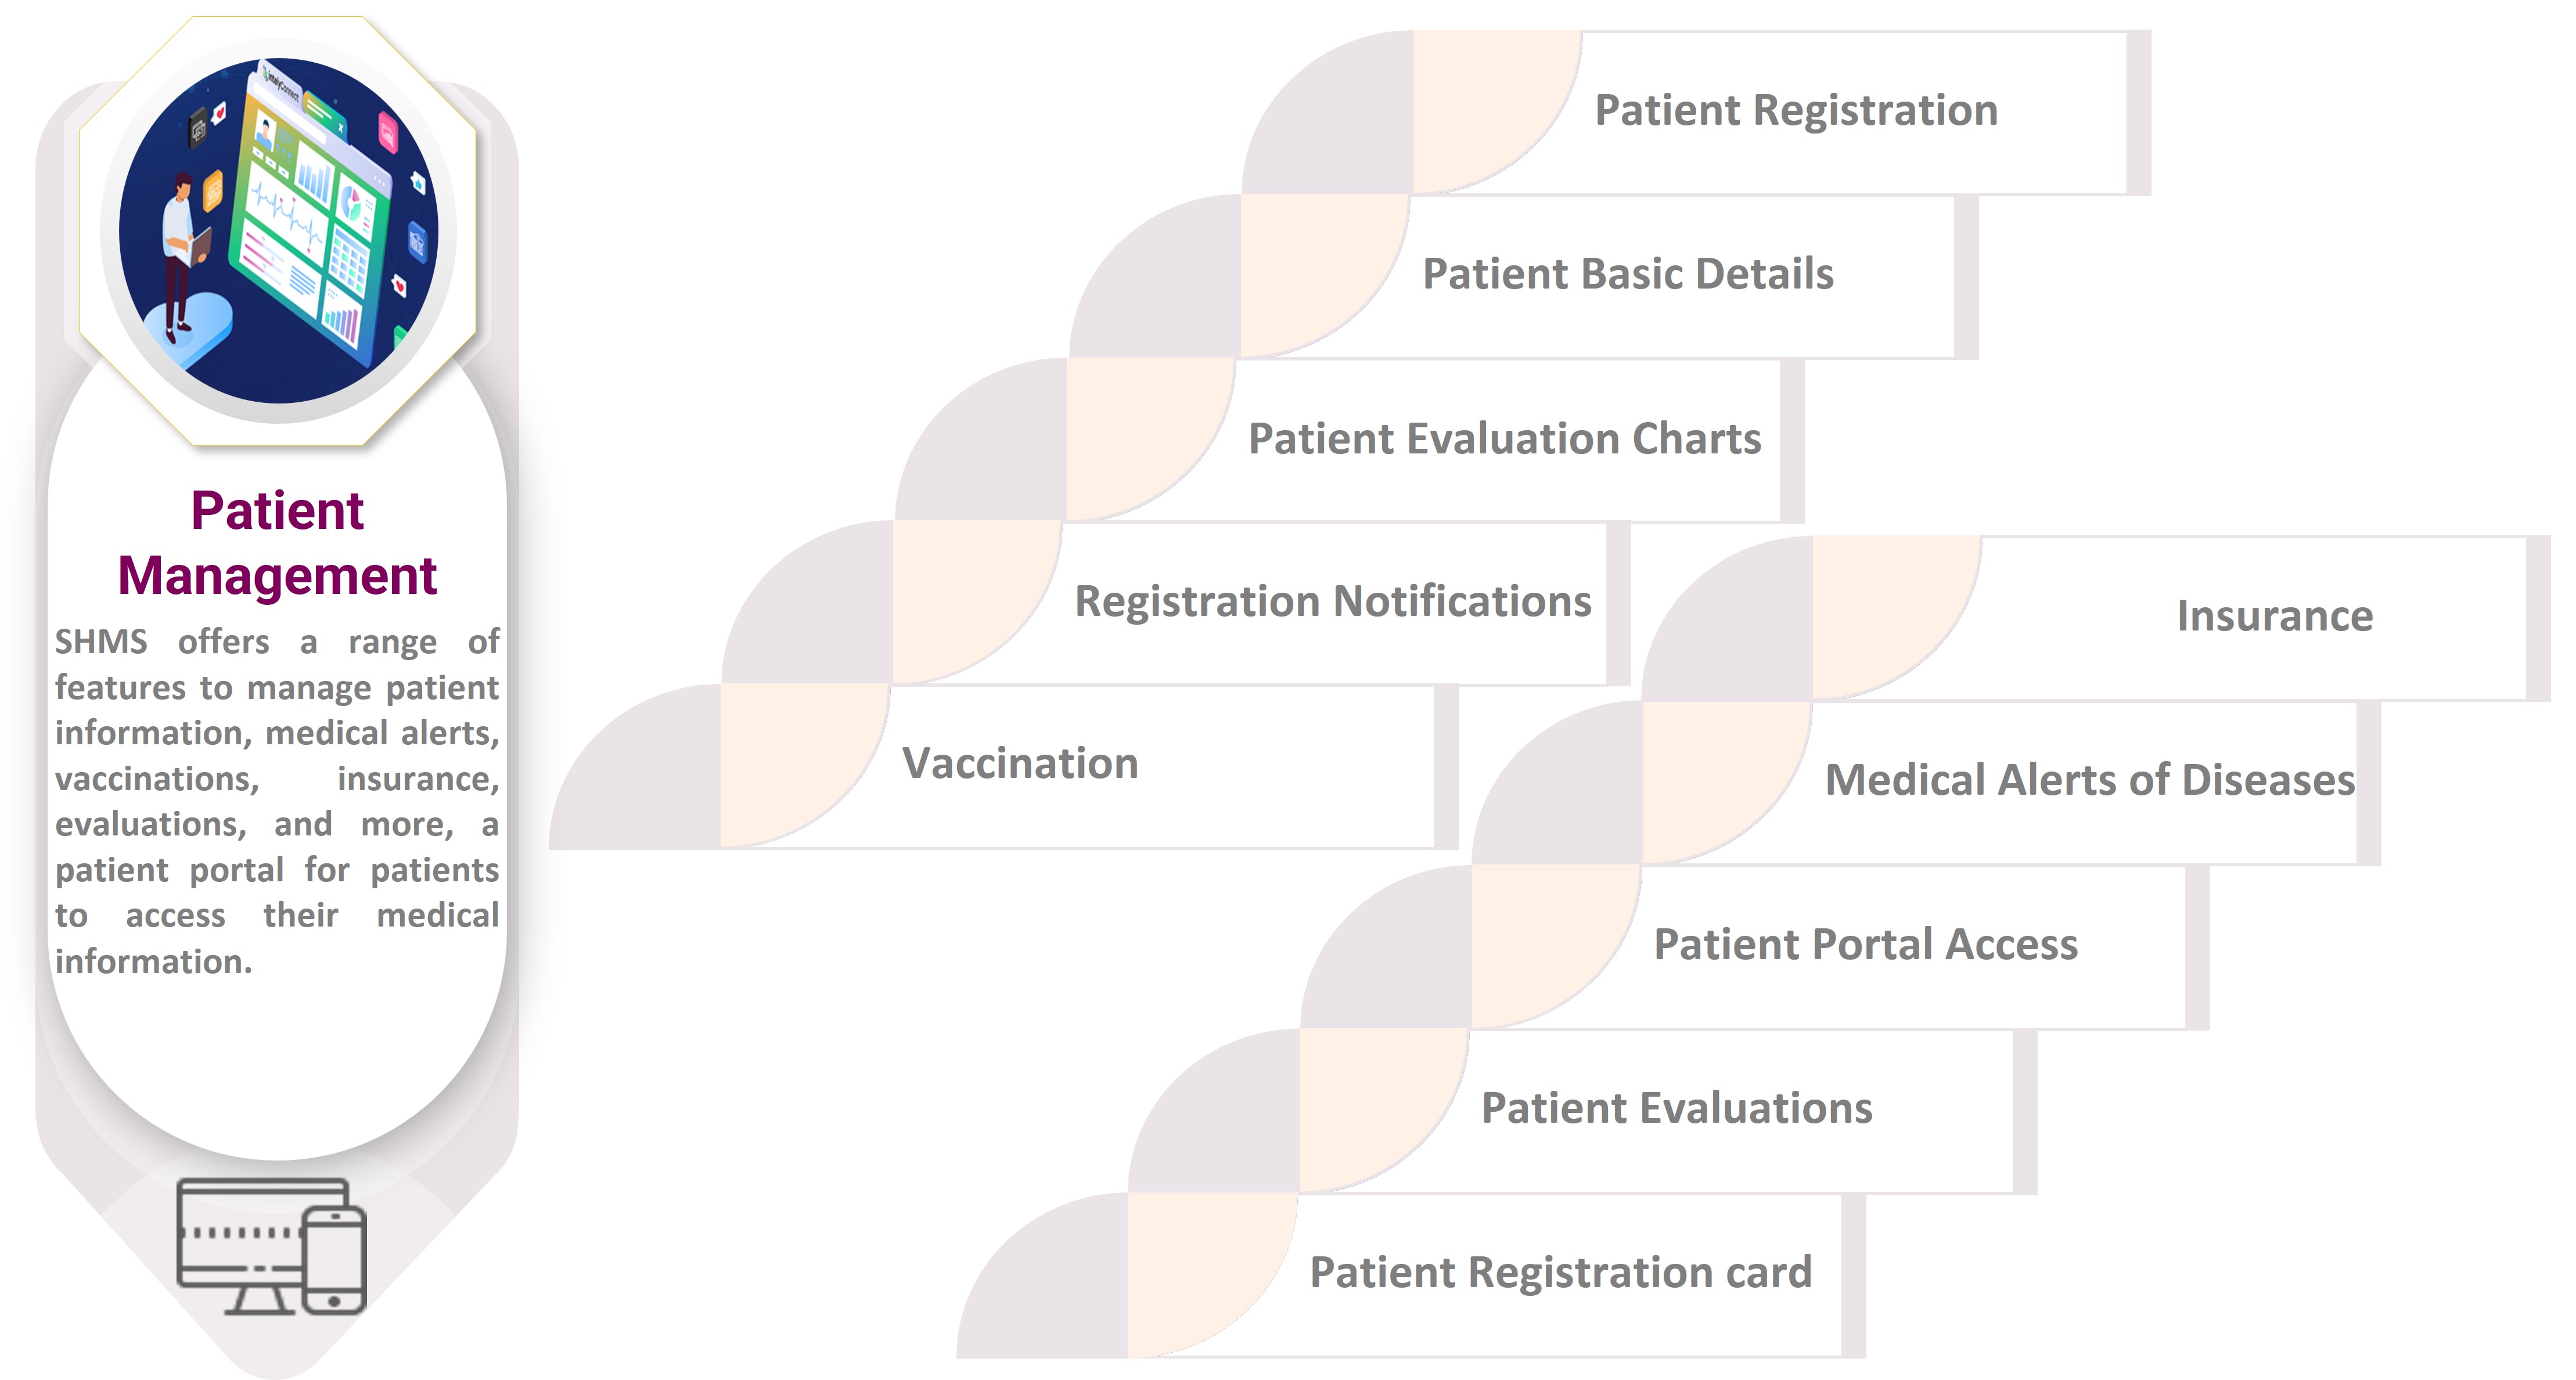 intelyConnect
Patient
Management
SHMS offers a range of
features to manage patient
information, medical alerts,
vaccinations, insurance,
evaluations, and more, a
patient portal for patients
to access their medical
information.
Patient Registration
Patient Basic Details
Patient Evaluation Charts
Registration Notifications
Vaccination
Insurance
Medical Alerts of Diseases
Patient Portal Access
Patient Evaluations
Patient Registration card